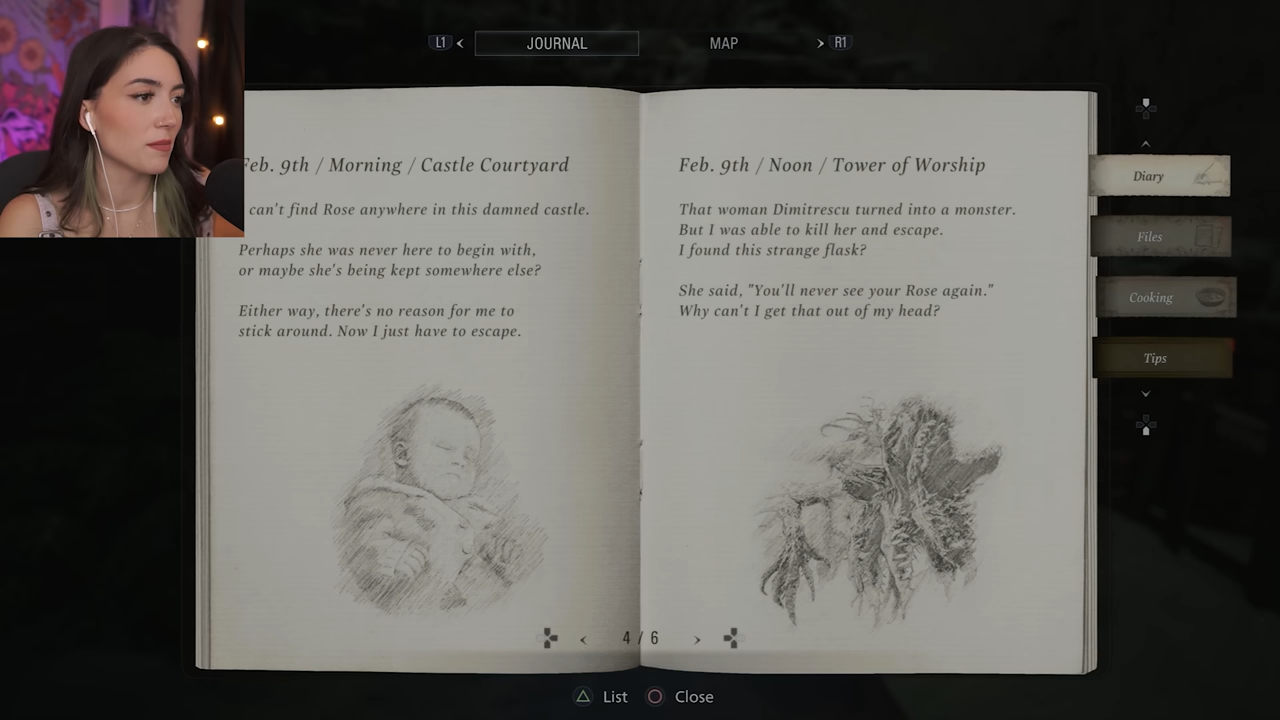 L1
JOURNAL
MAP
R1
Feb. 9th / Morning / Castle Courtyard
can't find Rose anywhere in this damned castle.
Perhaps she was never here to begin with,
or maybe she's being kept somewhere else?
Either way, there's no reason for me to
stick around. Now I just have to escape.
Feb. 9th / Noon / Tower of Worship
That woman Dimitrescu turned into a monster.
But I was able to kill her and escape.
I found this strange flask?
She said, "You'll never see your Rose again."
Why can't I get that out of my head?
Diary
Files
Cooking
Tips
4 / 6
List
Close